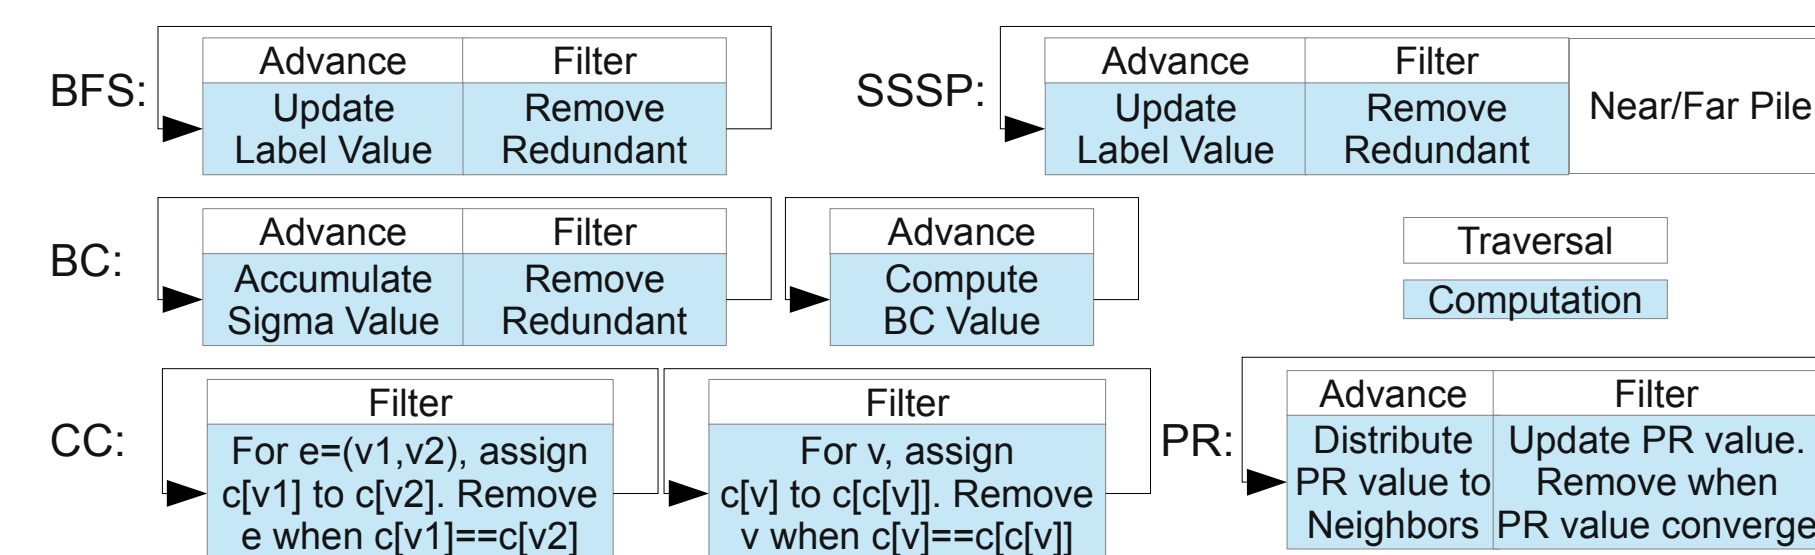 BFS:
Advance
Filter
Update
Label Value
Remove
Redundant
SSSP:
Advance
Filter
Update
Label Value
Remove
Redundant
Near/Far Pile
BC:
Advance
Filter
Accumulate
Sigma Value
Remove
Redundant
Advance
Compute
BC Value
Traversal
Computation
CC:
Filter
For e=(v1,v2), assign
c[v1] to c[v2]. Remove
e when c[v1]==c[v2]
Filter
For v, assign
c[v] to c[c[v]]. Remove
v when c[v]==c[c[v]]
PR:
Advance
Filter
Distribute
PR value to
Neighbors
Update PR value.
Remove when
PR value converge